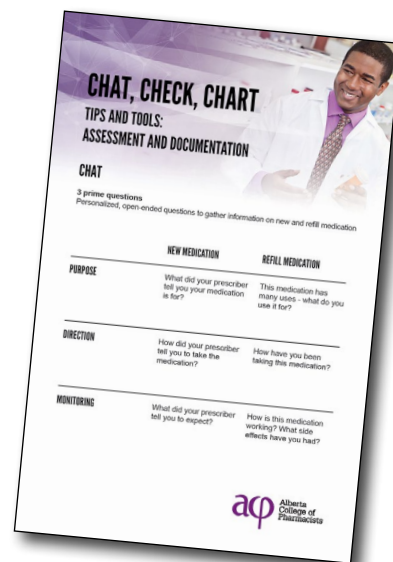 CHAT, CHECK, CHART
TIPS AND TOOLS:
ASSESSMENT AND DOCUMENTATION
CHAT
3 prime questions
Personalized, open-ended questions to gather information on new and refill medication
NEW MEDICATION
REFILL MEDICATION
PURPOSE
What did your prescriber
tell you your medication
is for?
This medication has
many uses - what do you
use it for?
DIRECTION
How did your prescriber
tell you to take the
medication?
How have you been
taking this medication?
MONITORING
What did your prescriber
tell you to expect?
How is this medication
working? What side
effects have you had?
acp
Alberta
College of
Pharmacists